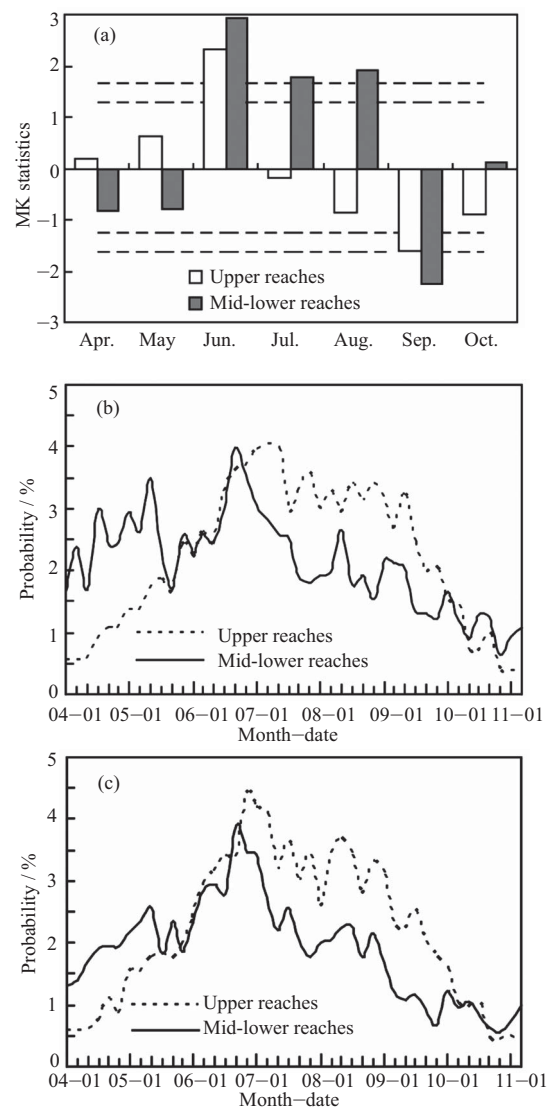 (a)
3
2
1
0
−1
−2
−3
MK statistics
Upper reaches
Mid-lower reaches
Apr. May Jun. Jul. Aug. Sep. Oct.
(b)
5
4
3
2
1
0
Probability / %
Upper reaches
Mid-lower reaches
04−01 05−01 06−01 07−01 08−01 09−01 10−01 11−01
Month−date
(c)
5
4
3
2
1
0
Probability / %
Upper reaches
Mid-lower reaches
04−01 05−01 06−01 07−01 08−01 09−01 10−01 11−01
Month−date